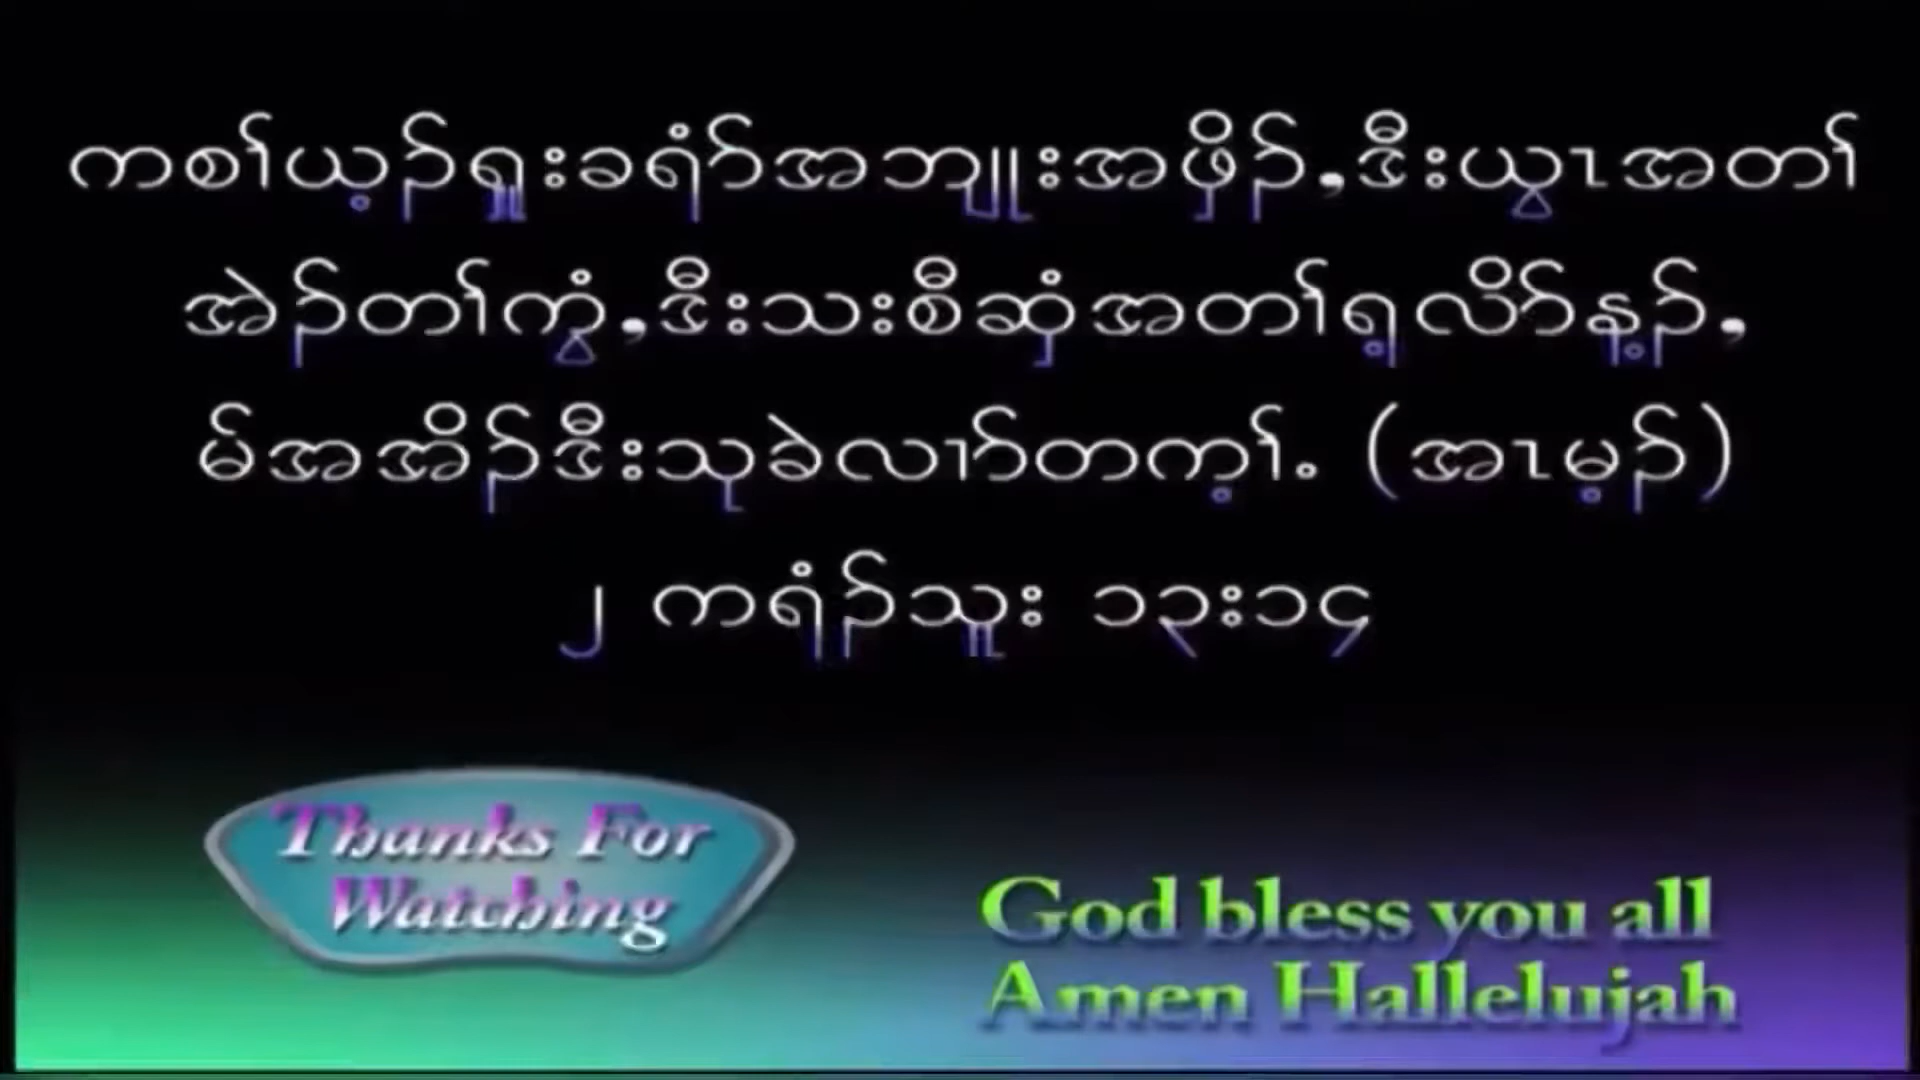 ကစၢ်ယ့ၣ်ရှူးခရံာ်အဘျုးအဖှိၣ်,ဒီးယွၤအတၢ်
အဲၣ်တၢ်ကွံ,ဒီးသးစီဆှံအတၢ်ရ့လိာ်န့ၣ်,
မ်အအိၣ်ဒီးသုခဲလၢာ်တက့ၢ်. (အၤမ့ၣ်)
၂ ကရံၣ်သူး ၁၃း၁၄
Thanks For
Watching
God bless you all
Amen Hallelujah